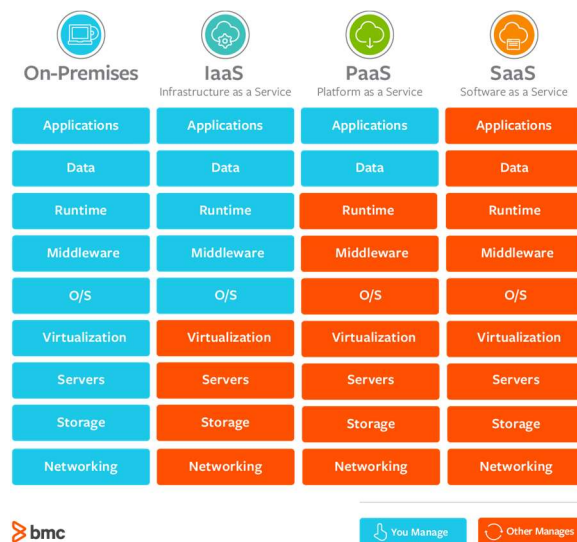 On-Premises IaaS PaaS SaaS
Infrastructure as a Service Platform as a Service Software as a Service
Applications Applications Applications Applications
Data Data Data Data
Runtime Runtime Runtime Runtime
Middleware Middleware Middleware Middleware
O/S O/S O/S O/S
Virtualization Virtualization Virtualization Virtualization
Servers Servers Servers Servers
Storage Storage Storage Storage
Networking Networking Networking Networking
bmc You Manage Other Manages